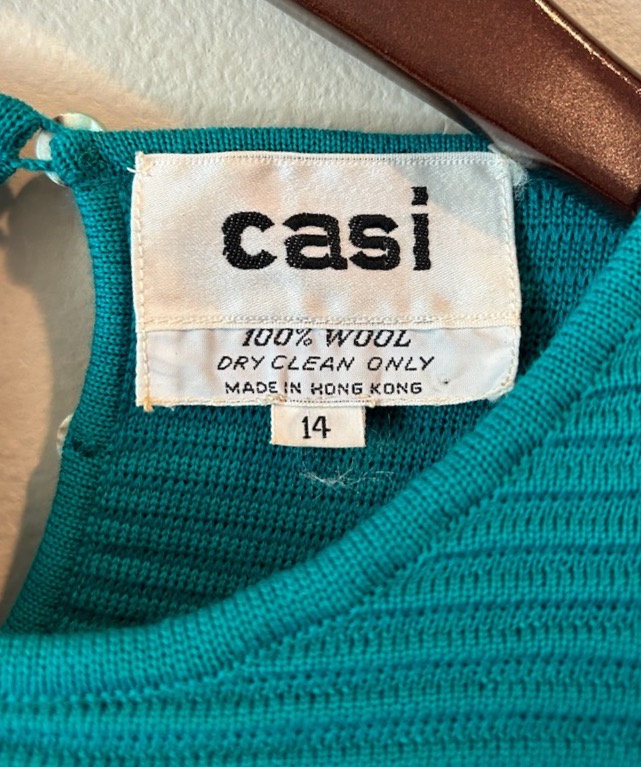 casi
100% WOOL
DRY CLEAN ONLY
MADE IN HONG KONG
14